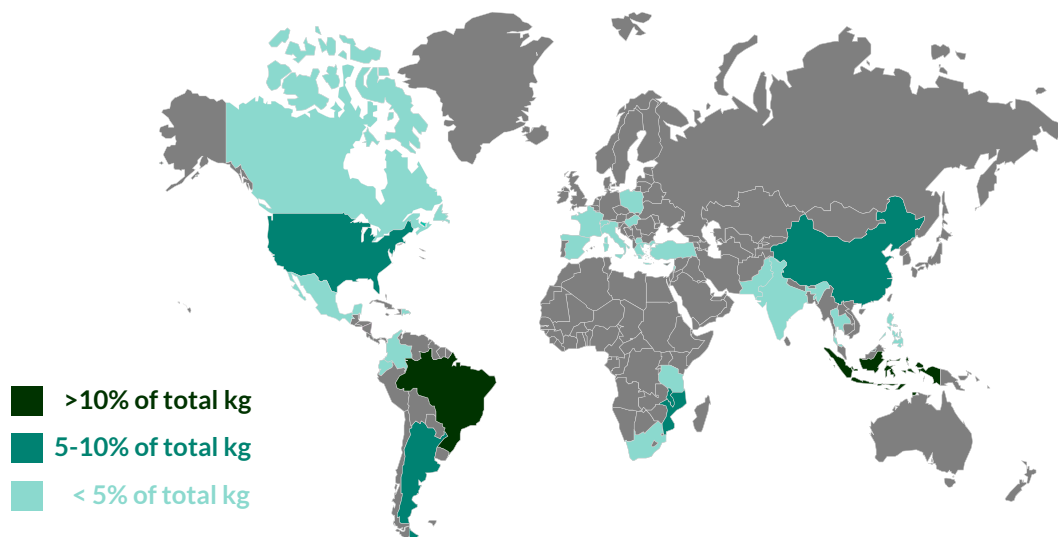 >10% of total kg
5-10% of total kg
< 5% of total kg